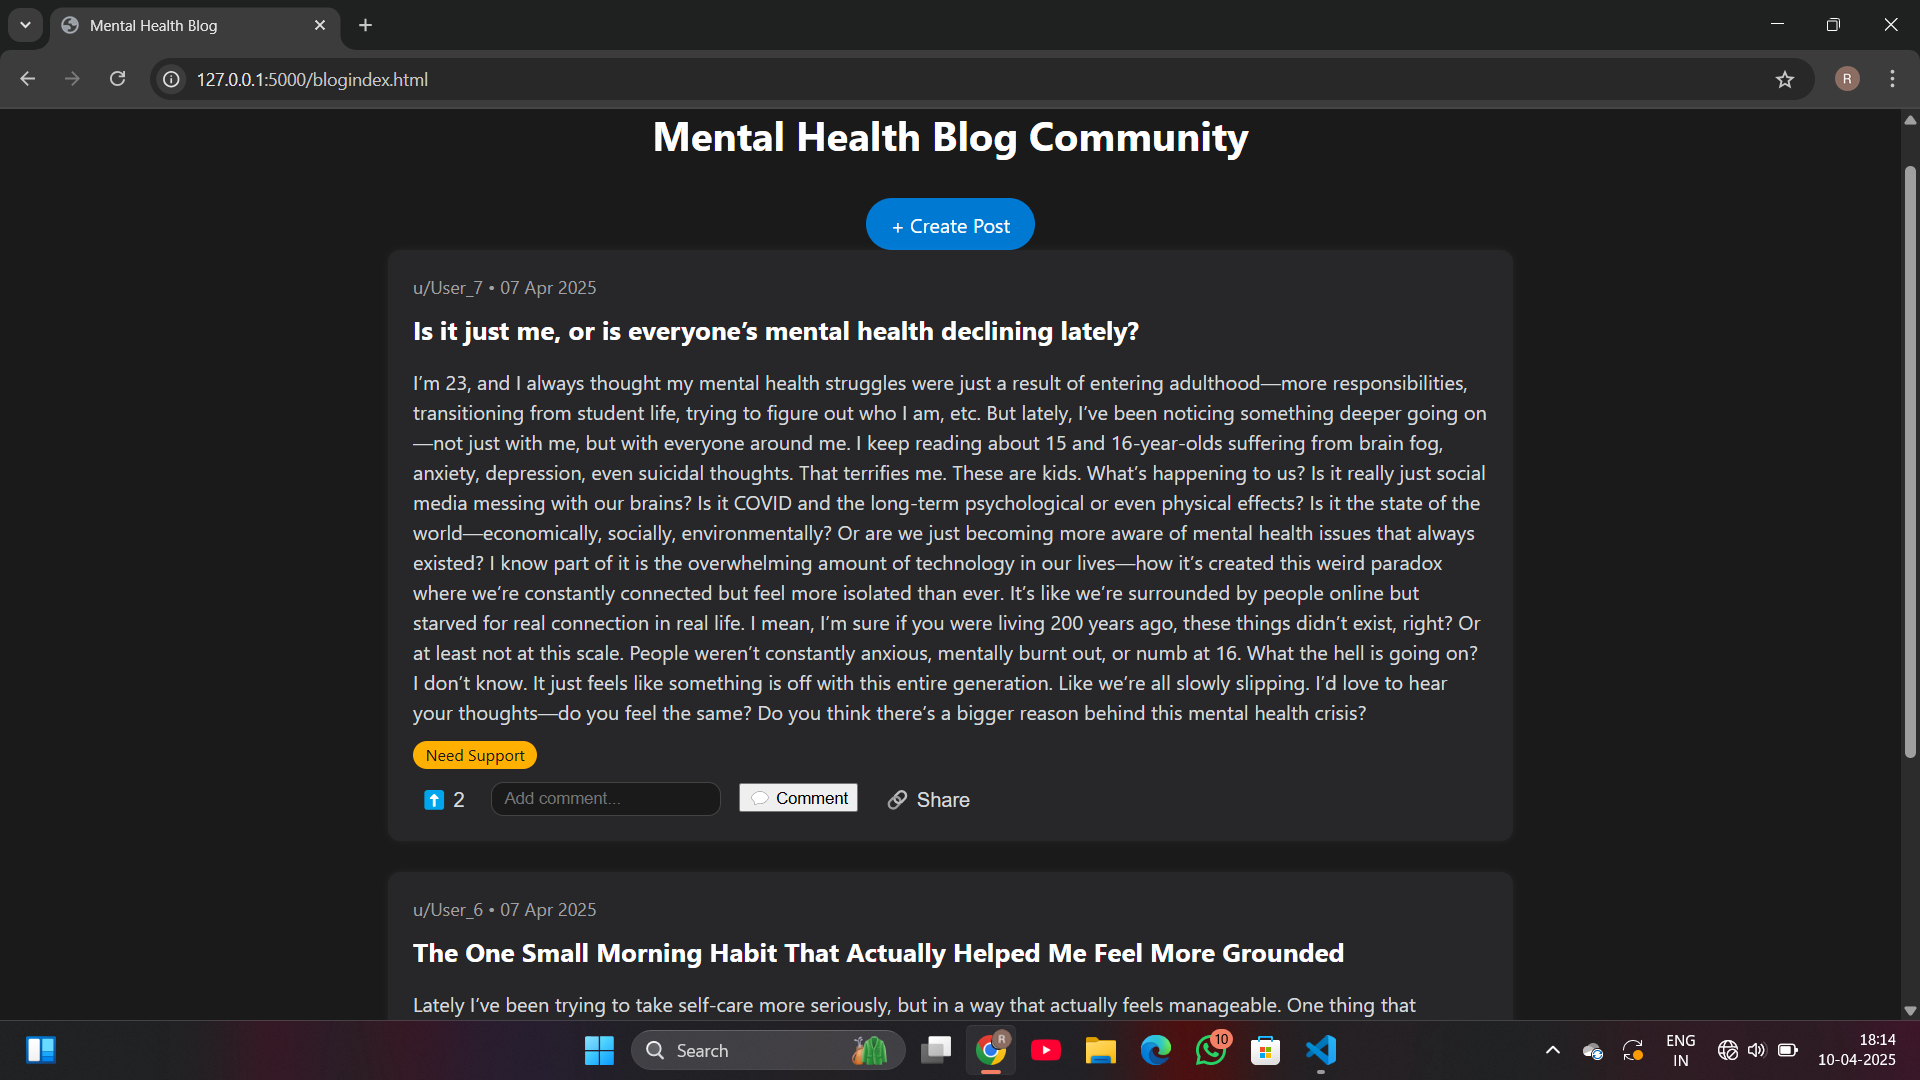 Mental Health Blog
127.0.0.1:5000/blogindex.html
R
Mental Health Blog Community
+ Create Post
u/User_7 • 07 Apr 2025
Is it just me, or is everyone’s mental health declining lately?
I’m 23, and I always thought my mental health struggles were just a result of entering adulthood—more responsibilities,
transitioning from student life, trying to figure out who I am, etc. But lately, I’ve been noticing something deeper going on
—not just with me, but with everyone around me. I keep reading about 15 and 16-year-olds suffering from brain fog,
anxiety, depression, even suicidal thoughts. That terrifies me. These are kids. What’s happening to us? Is it really just social
media messing with our brains? Is it COVID and the long-term psychological or even physical effects? Is it the state of the
world—economically, socially, environmentally? Or are we just becoming more aware of mental health issues that always
existed? I know part of it is the overwhelming amount of technology in our lives—how it’s created this weird paradox
where we’re constantly connected but feel more isolated than ever. It’s like we’re surrounded by people online but
starved for real connection in real life. I mean, I’m sure if you were living 200 years ago, these things didn’t exist, right? Or
at least not at this scale. People weren’t constantly anxious, mentally burnt out, or numb at 16. What the hell is going on?
I don’t know. It just feels like something is off with this entire generation. Like we’re all slowly slipping. I’d love to hear
your thoughts—do you feel the same? Do you think there’s a bigger reason behind this mental health crisis?
Need Support
2
Add comment...
Comment
Share
u/User_6 • 07 Apr 2025
The One Small Morning Habit That Actually Helped Me Feel More Grounded
Lately I’ve been trying to take self-care more seriously, but in a way that actually feels manageable. One thing that
Search
R
10
ENG
IN
18:14
10-04-2025